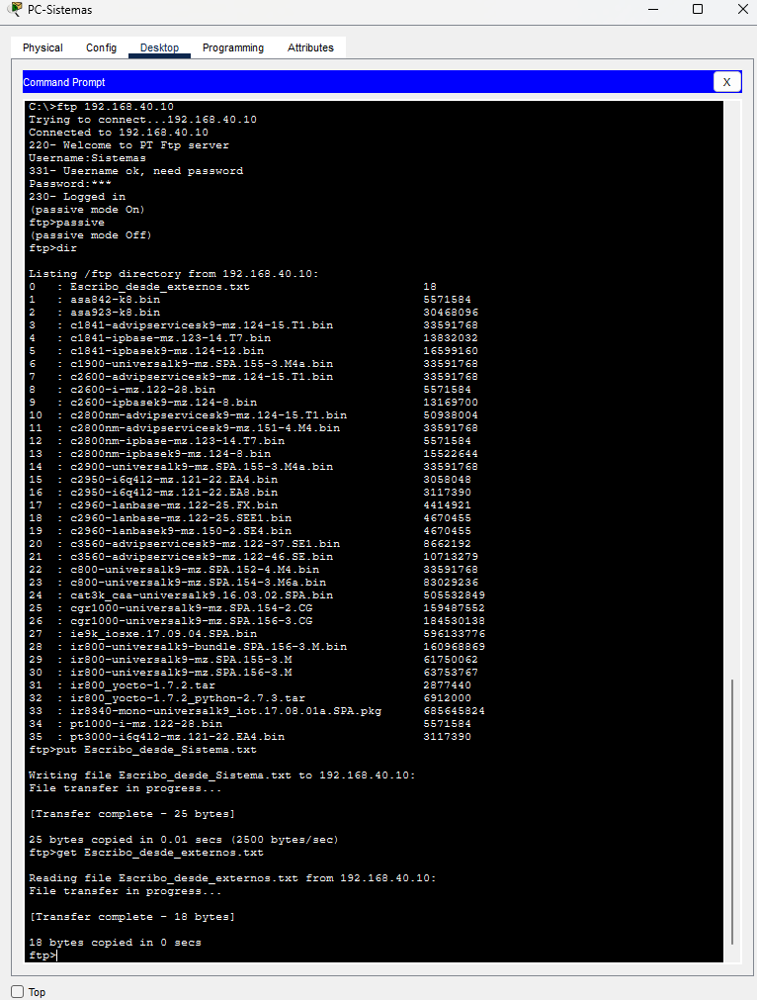 PC-Sistemas
Physical Config Desktop Programming Attributes
Command Prompt X
C:\>ftp 192.168.40.10
Trying to connect...192.168.40.10
Connected to 192.168.40.10
220- Welcome to PT Ftp server
Username:Sistemas
331- Username ok, need password
Password:***
230- Logged in
(passive mode On)
ftp>passive
(passive mode Off)
ftp>dir
Listing /ftp directory from 192.168.40.10:
0 : Escribo_desde_externos.txt 18
1 : asa842-k8.bin 5571584
2 : asa923-k8.bin 30468096
3 : c1841-advipservicesk9-mz.124-15.T1.bin 33591768
4 : c1841-ipbase-mz.123-14.T7.bin 13832032
5 : c1841-ipbasek9-mz.124-12.bin 16599160
6 : c1900-universalk9-mz.SPA.155-3.M4a.bin 33591768
7 : c2600-advipservicesk9-mz.124-15.T1.bin 33591768
8 : c2600-i-mz.122-28.bin 5571584
9 : c2600-ipbasek9-mz.124-8.bin 13169700
10 : c2800nm-advipservicesk9-mz.124-15.T1.bin 50938004
11 : c2800nm-advipservicesk9-mz.151-4.M4.bin 33591768
12 : c2800nm-ipbase-mz.123-14.T7.bin 5571584
13 : c2800nm-ipbasek9-mz.124-8.bin 15522644
14 : c2900-universalk9-mz.SPA.155-3.M4a.bin 33591768
15 : c2950-i6q4l2-mz.121-22.EA4.bin 3058048
16 : c2950-i6q4l2-mz.121-22.EA8.bin 3117390
17 : c2960-lanbase-mz.122-25.FX.bin 4414921
18 : c2960-lanbase-mz.122-25.SEE1.bin 4670455
19 : c2960-lanbasek9-mz.150-2.SE4.bin 4670455
20 : c3560-advipservicesk9-mz.122-37.SE1.bin 8662192
21 : c3560-advipservicesk9-mz.122-46.SE.bin 10713279
22 : c800-universalk9-mz.SPA.152-4.M4.bin 33591768
23 : c800-universalk9-mz.SPA.154-3.M6a.bin 83029236
24 : cat3k_caa-universalk9.16.03.02.SPA.bin 505532849
25 : cgr1000-universalk9-mz.SPA.154-2.CG 159487552
26 : cgr1000-universalk9-mz.SPA.156-3.CG 184530138
27 : ie9k_iosxe.17.09.04.SPA.bin 596133776
28 : ir800-universalk9-bundle.SPA.156-3.M.bin 160968869
29 : ir800-universalk9-mz.SPA.155-3.M 61750062
30 : ir800-universalk9-mz.SPA.156-3.M 63753767
31 : ir800_yocto-1.7.2.tar 2877440
32 : ir800_yocto-1.7.2_python-2.7.3.tar 6912000
33 : ir8340-mono-universalk9_iot.17.08.01a.SPA.pkg 685645824
34 : pt1000-i-mz.122-28.bin 5571584
35 : pt3000-i6q4l2-mz.121-22.EA4.bin 3117390
ftp>put Escribo_desde_Sistema.txt
Writing file Escribo_desde_Sistema.txt to 192.168.40.10:
File transfer in progress...
[Transfer complete - 25 bytes]
25 bytes copied in 0.01 secs (2500 bytes/sec)
ftp>get Escribo_desde_externos.txt
Reading file Escribo_desde_externos.txt from 192.168.40.10:
File transfer in progress...
[Transfer complete - 18 bytes]
18 bytes copied in 0 secs
ftp>
Top